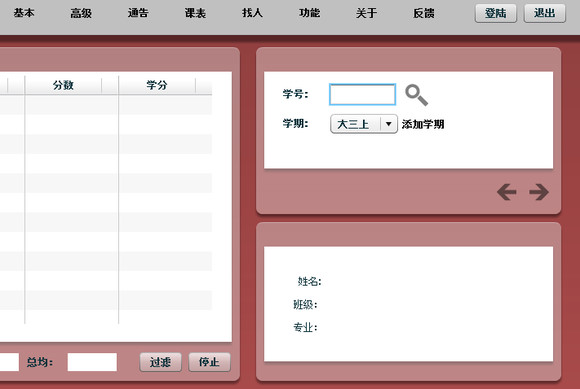 基本 高级 通告 课表 找人 功能 关于 反馈 登陆 退出
分数 学分
学号:
学期: 大三上 添加学期
姓名:
班级:
专业:
总均: 过滤 停止